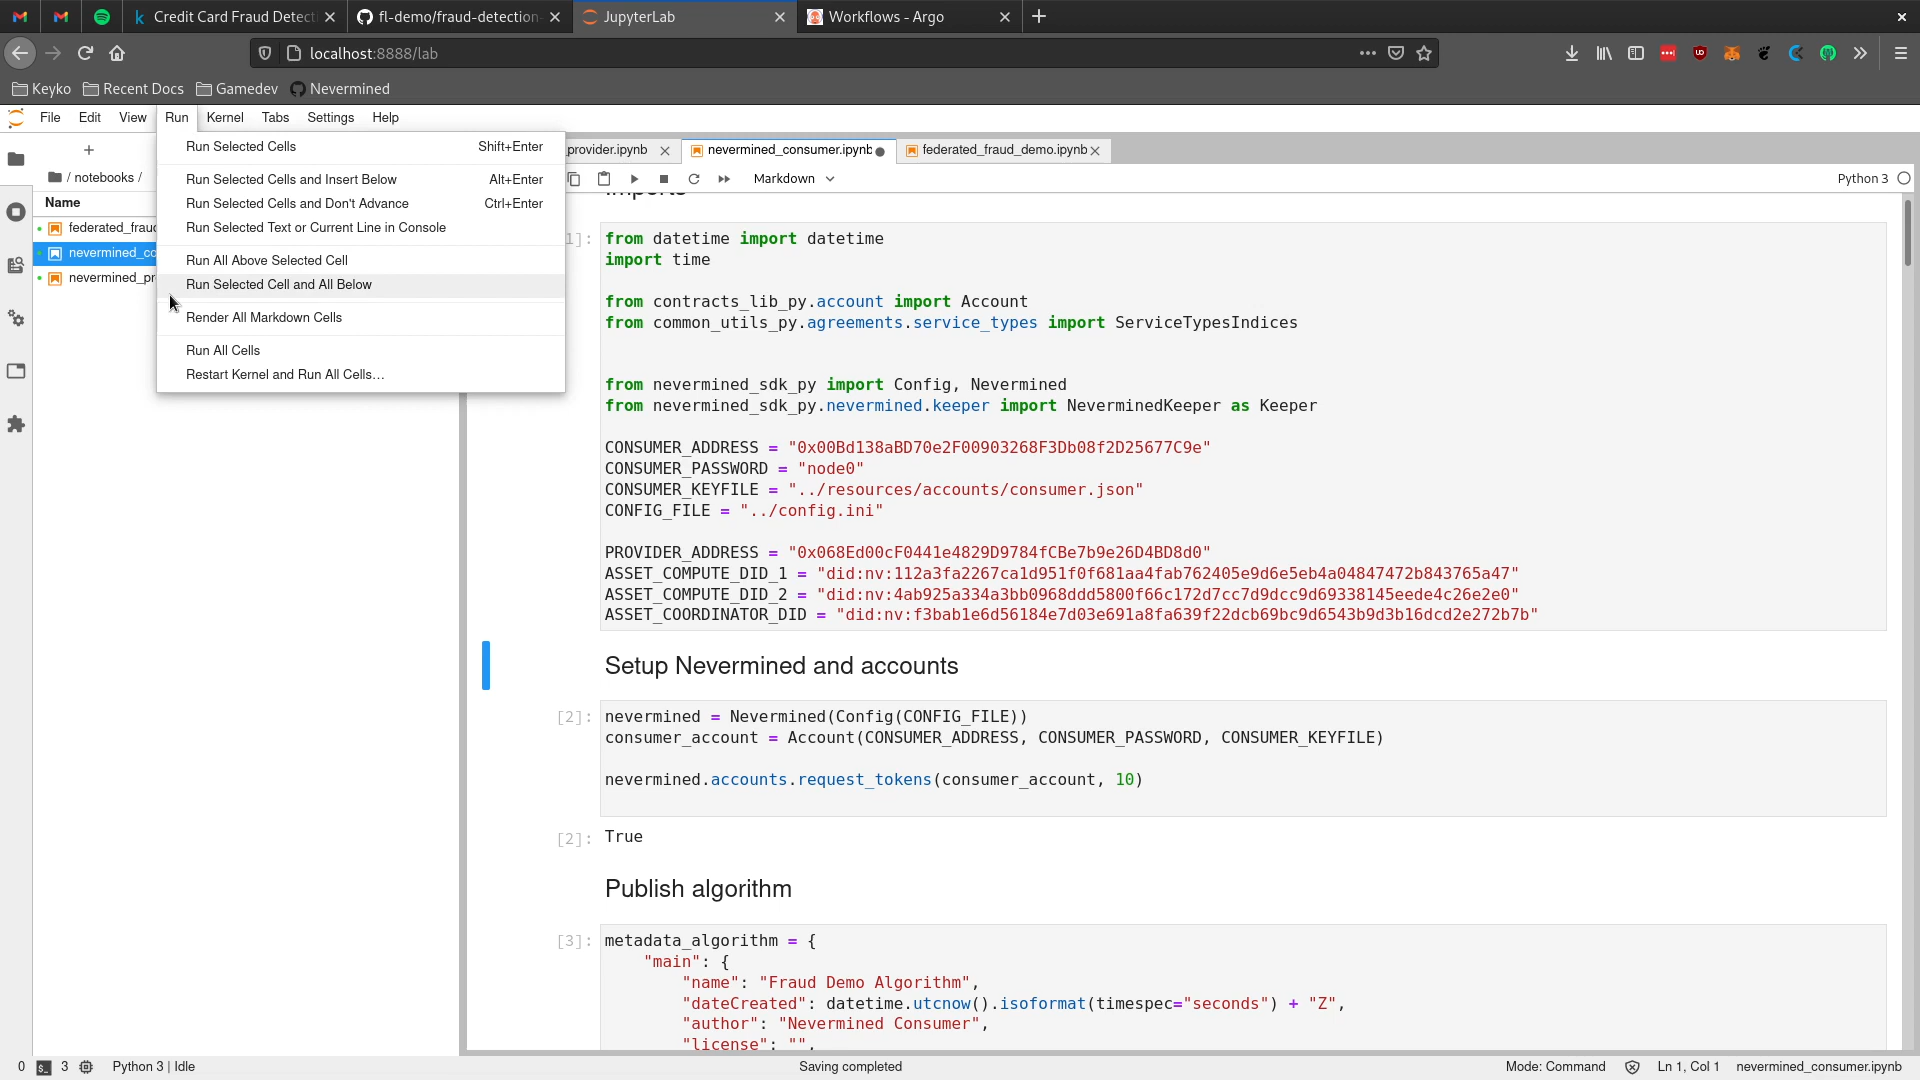 Credit Card Fraud Detecti
fl-demo/fraud-detection-
JupyterLab
Workflows - Argo
localhost:8888/lab
Keyko
Recent Docs
Gamedev
Nevermined
File Edit View Run Kernel Tabs Settings Help
Run Selected Cells Shift+Enter
Run Selected Cells and Insert Below Alt+Enter
Run Selected Cells and Don't Advance Ctrl+Enter
Run Selected Text or Current Line in Console
Run All Above Selected Cell
Run Selected Cell and All Below
Render All Markdown Cells
Run All Cells
Restart Kernel and Run All Cells…
/ notebooks /
Name
federated_frau
nevermined_co
nevermined_pr
provider.ipynb
nevermined_consumer.ipynb
federated_fraud_demo.ipynb
Markdown
Python 3
Imports
1]:
from datetime import datetime
import time
from contracts_lib_py.account import Account
from common_utils_py.agreements.service_types import ServiceTypesIndices
from nevermined_sdk_py import Config, Nevermined
from nevermined_sdk_py.nevermined.keeper import NeverminedKeeper as Keeper
CONSUMER_ADDRESS = "0x00Bd138aBD70e2F00903268F3Db08f2D25677C9e"
CONSUMER_PASSWORD = "node0"
CONSUMER_KEYFILE = "../resources/accounts/consumer.json"
CONFIG_FILE = "../config.ini"
PROVIDER_ADDRESS = "0x068Ed00cF0441e4829D9784fCBe7b9e26D4BD8d0"
ASSET_COMPUTE_DID_1 = "did:nv:112a3fa2267ca1d951f0f681aa4fab762405e9d6e5eb4a04847472b843765a47"
ASSET_COMPUTE_DID_2 = "did:nv:4ab925a334a3bb0968ddd5800f66c172d7cc7d9dcc9d69338145eede4c26e2e0"
ASSET_COORDINATOR_DID = "did:nv:f3bab1e6d56184e7d03e691a8fa639f22dcb69bc9d6543b9d3b16dcd2e272b7b"
Setup Nevermined and accounts
[2]:
nevermined = Nevermined(Config(CONFIG_FILE))
consumer_account = Account(CONSUMER_ADDRESS, CONSUMER_PASSWORD, CONSUMER_KEYFILE)
nevermined.accounts.request_tokens(consumer_account, 10)
[2]: True
Publish algorithm
[3]:
metadata_algorithm = {
"main": {
"name": "Fraud Demo Algorithm",
"dateCreated": datetime.utcnow().isoformat(timespec="seconds") + "Z",
"author": "Nevermined Consumer",
"license": "",
0 3 Python 3 | Idle
Saving completed
Mode: Command
Ln 1, Col 1
nevermined_consumer.ipynb